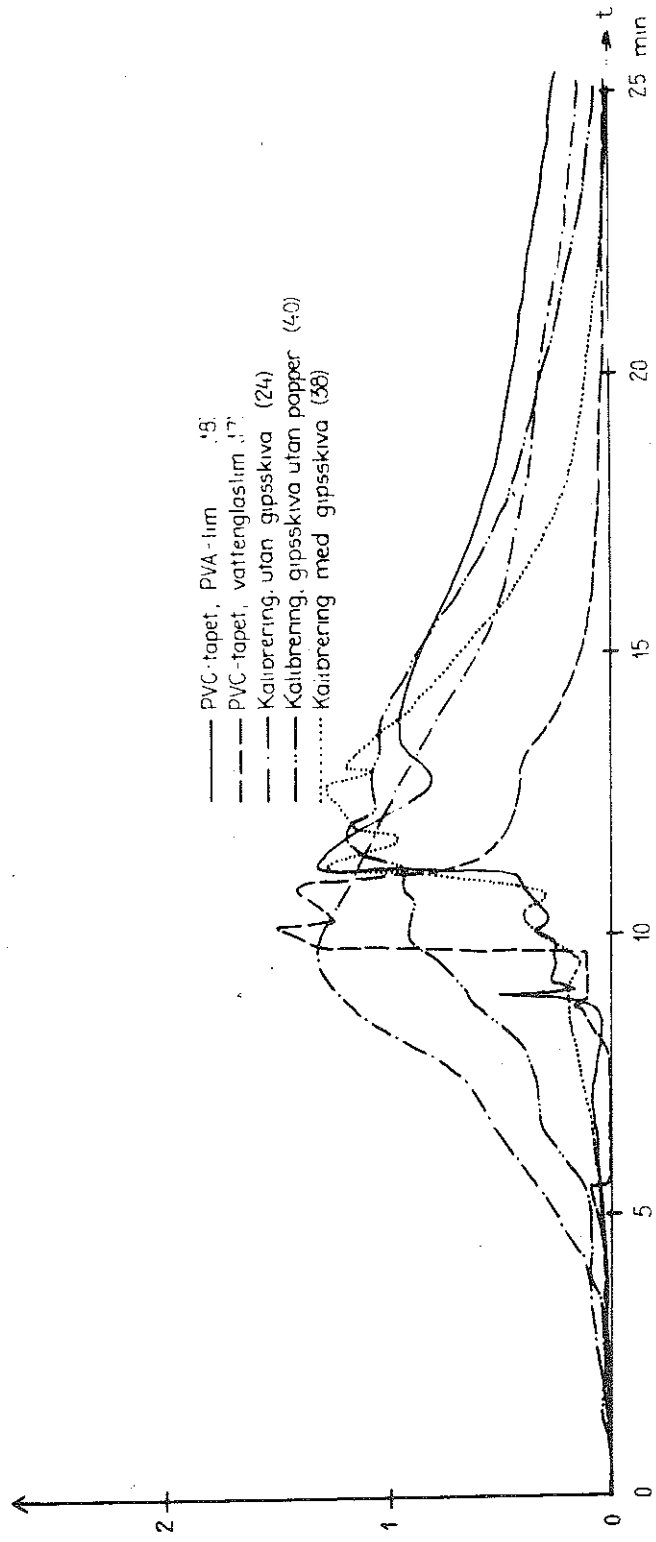 PVC-tapet, PVA-lim
PVC-tapet, vattenglaslim
Kalibrering, utan gipsskiva (24)
Kalibrering, gipsskiva utan papper (40)
Kalibrering med gipsskiva (38)
2
1
0
0
5
10
15
20
25 min
t